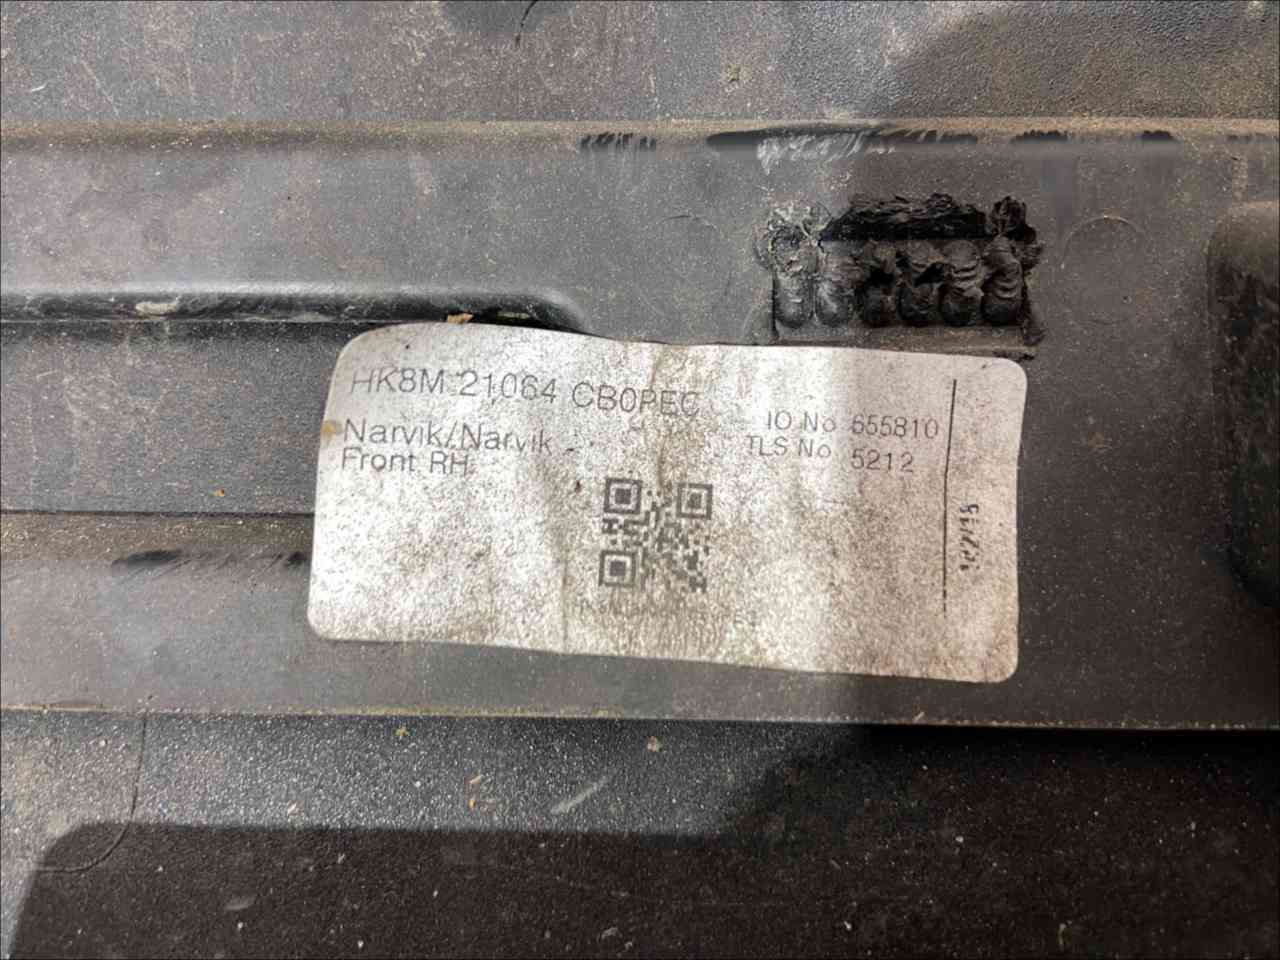 HK8M 21064 CB0PEC
IO No 655810
Narvik/Narvik
TLS No 5212
Front RH